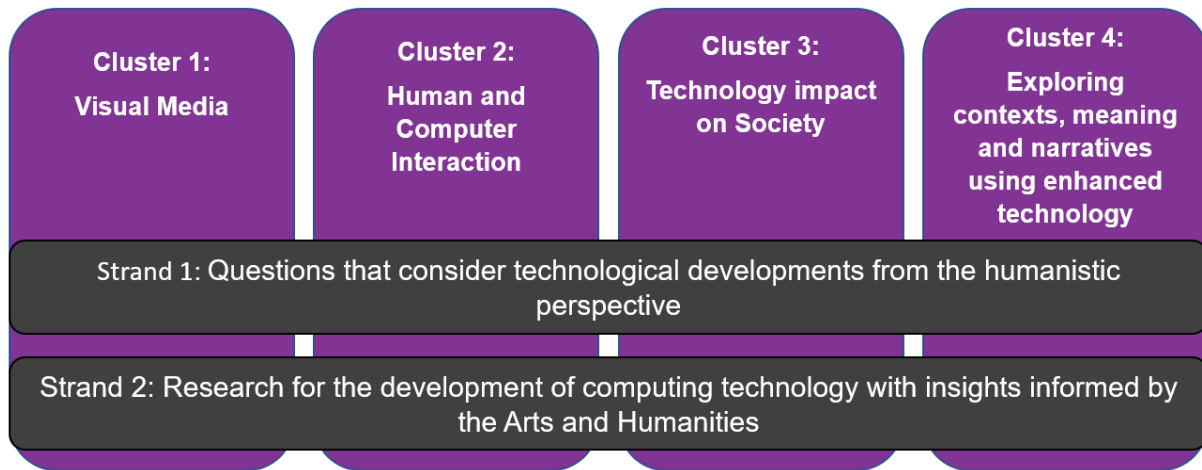 Cluster 1:
Visual Media
Cluster 2:
Human and
Computer
Interaction
Cluster 3:
Technology impact
on Society
Cluster 4:
Exploring
contexts, meaning
and narratives
using enhanced
technology
Strand 1: Questions that consider technological developments from the humanistic
perspective
Strand 2: Research for the development of computing technology with insights informed by
the Arts and Humanities